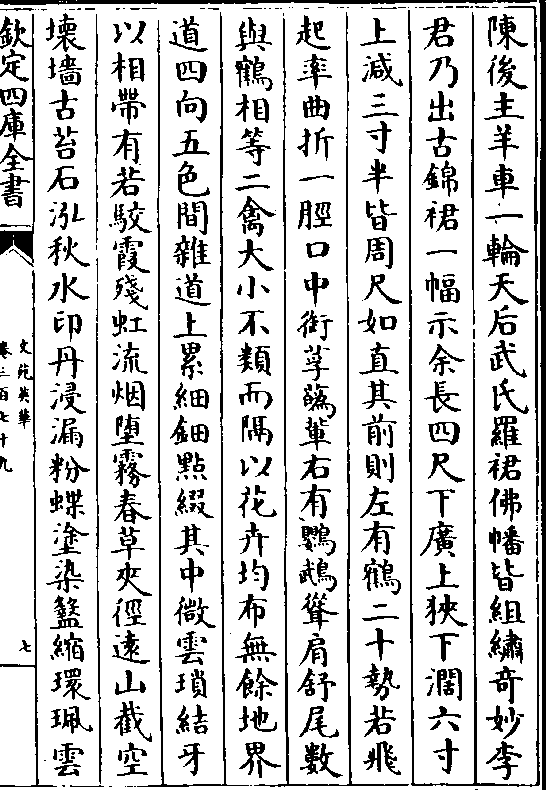 陳後主羊車一輪天后武氏羅裙佛幡皆組繡奇妙李
君乃出古錦裙一幅示余長四尺下廣上狹下濶六寸
上減三寸半皆周尺如直其前則左有鶴二十勢若飛
起率曲折一脛口中銜莩蘤軰右有鸚鵡聳肩舒尾數
與鶴相等二禽大小不類而隔以花卉均布無餘地界
道四向五色間雜道上累細鈿點綴其中微雲瑣結牙
以相帶有若駮霞殘虹流烟墮霧春草夾徑遠山截空
壞墻古苔石泓秋水印丹浸漏粉蝶塗染盭縮環珮雲
欽定四庫全書
文苑英華
卷三百七十九
七